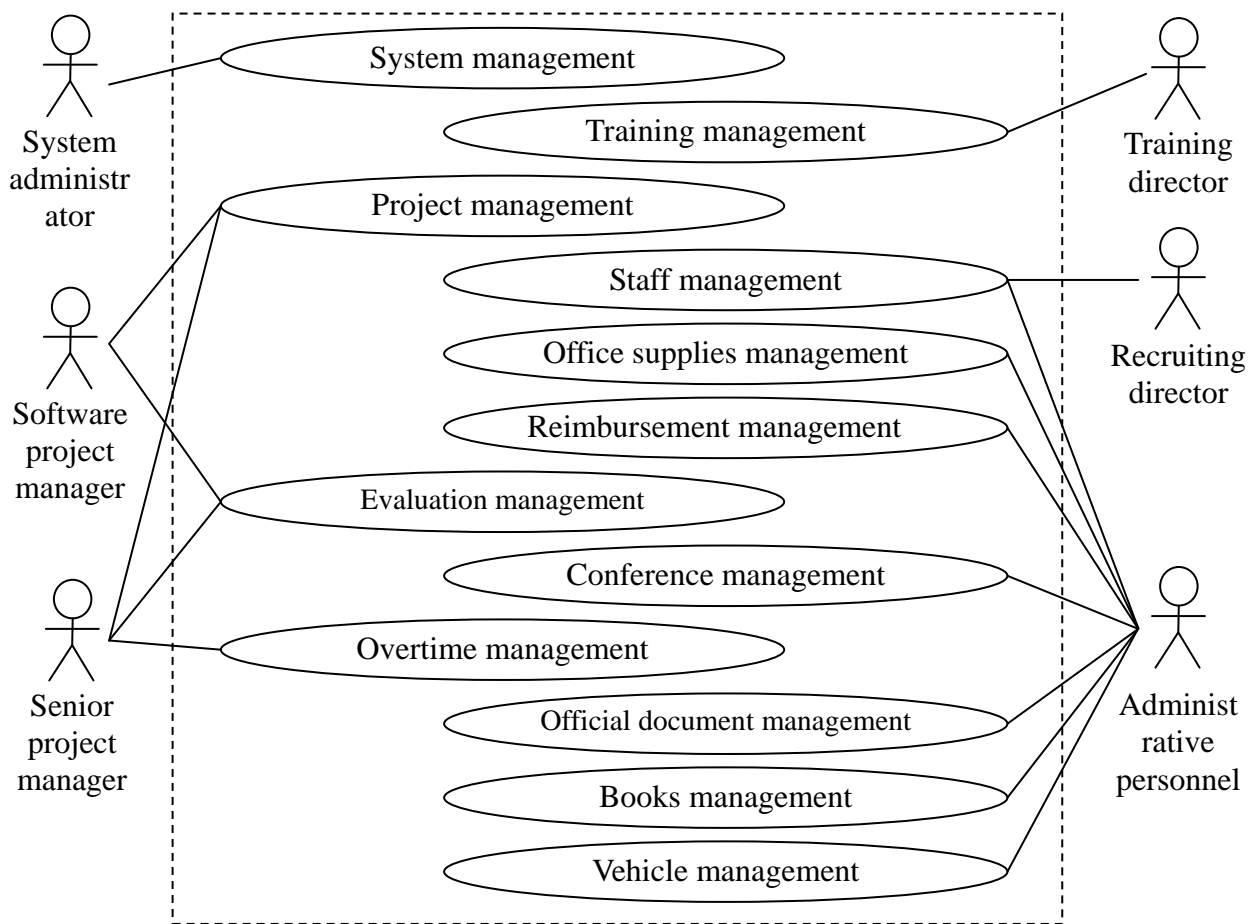 System management
Training management
System
administr
ator
Training
director
Project management
Staff management
Office supplies management
Recruiting
director
Software
project
manager
Reimbursement management
Evaluation management
Conference management
Overtime management
Senior
project
manager
Official document management
Administ
rative
personnel
Books management
Vehicle management